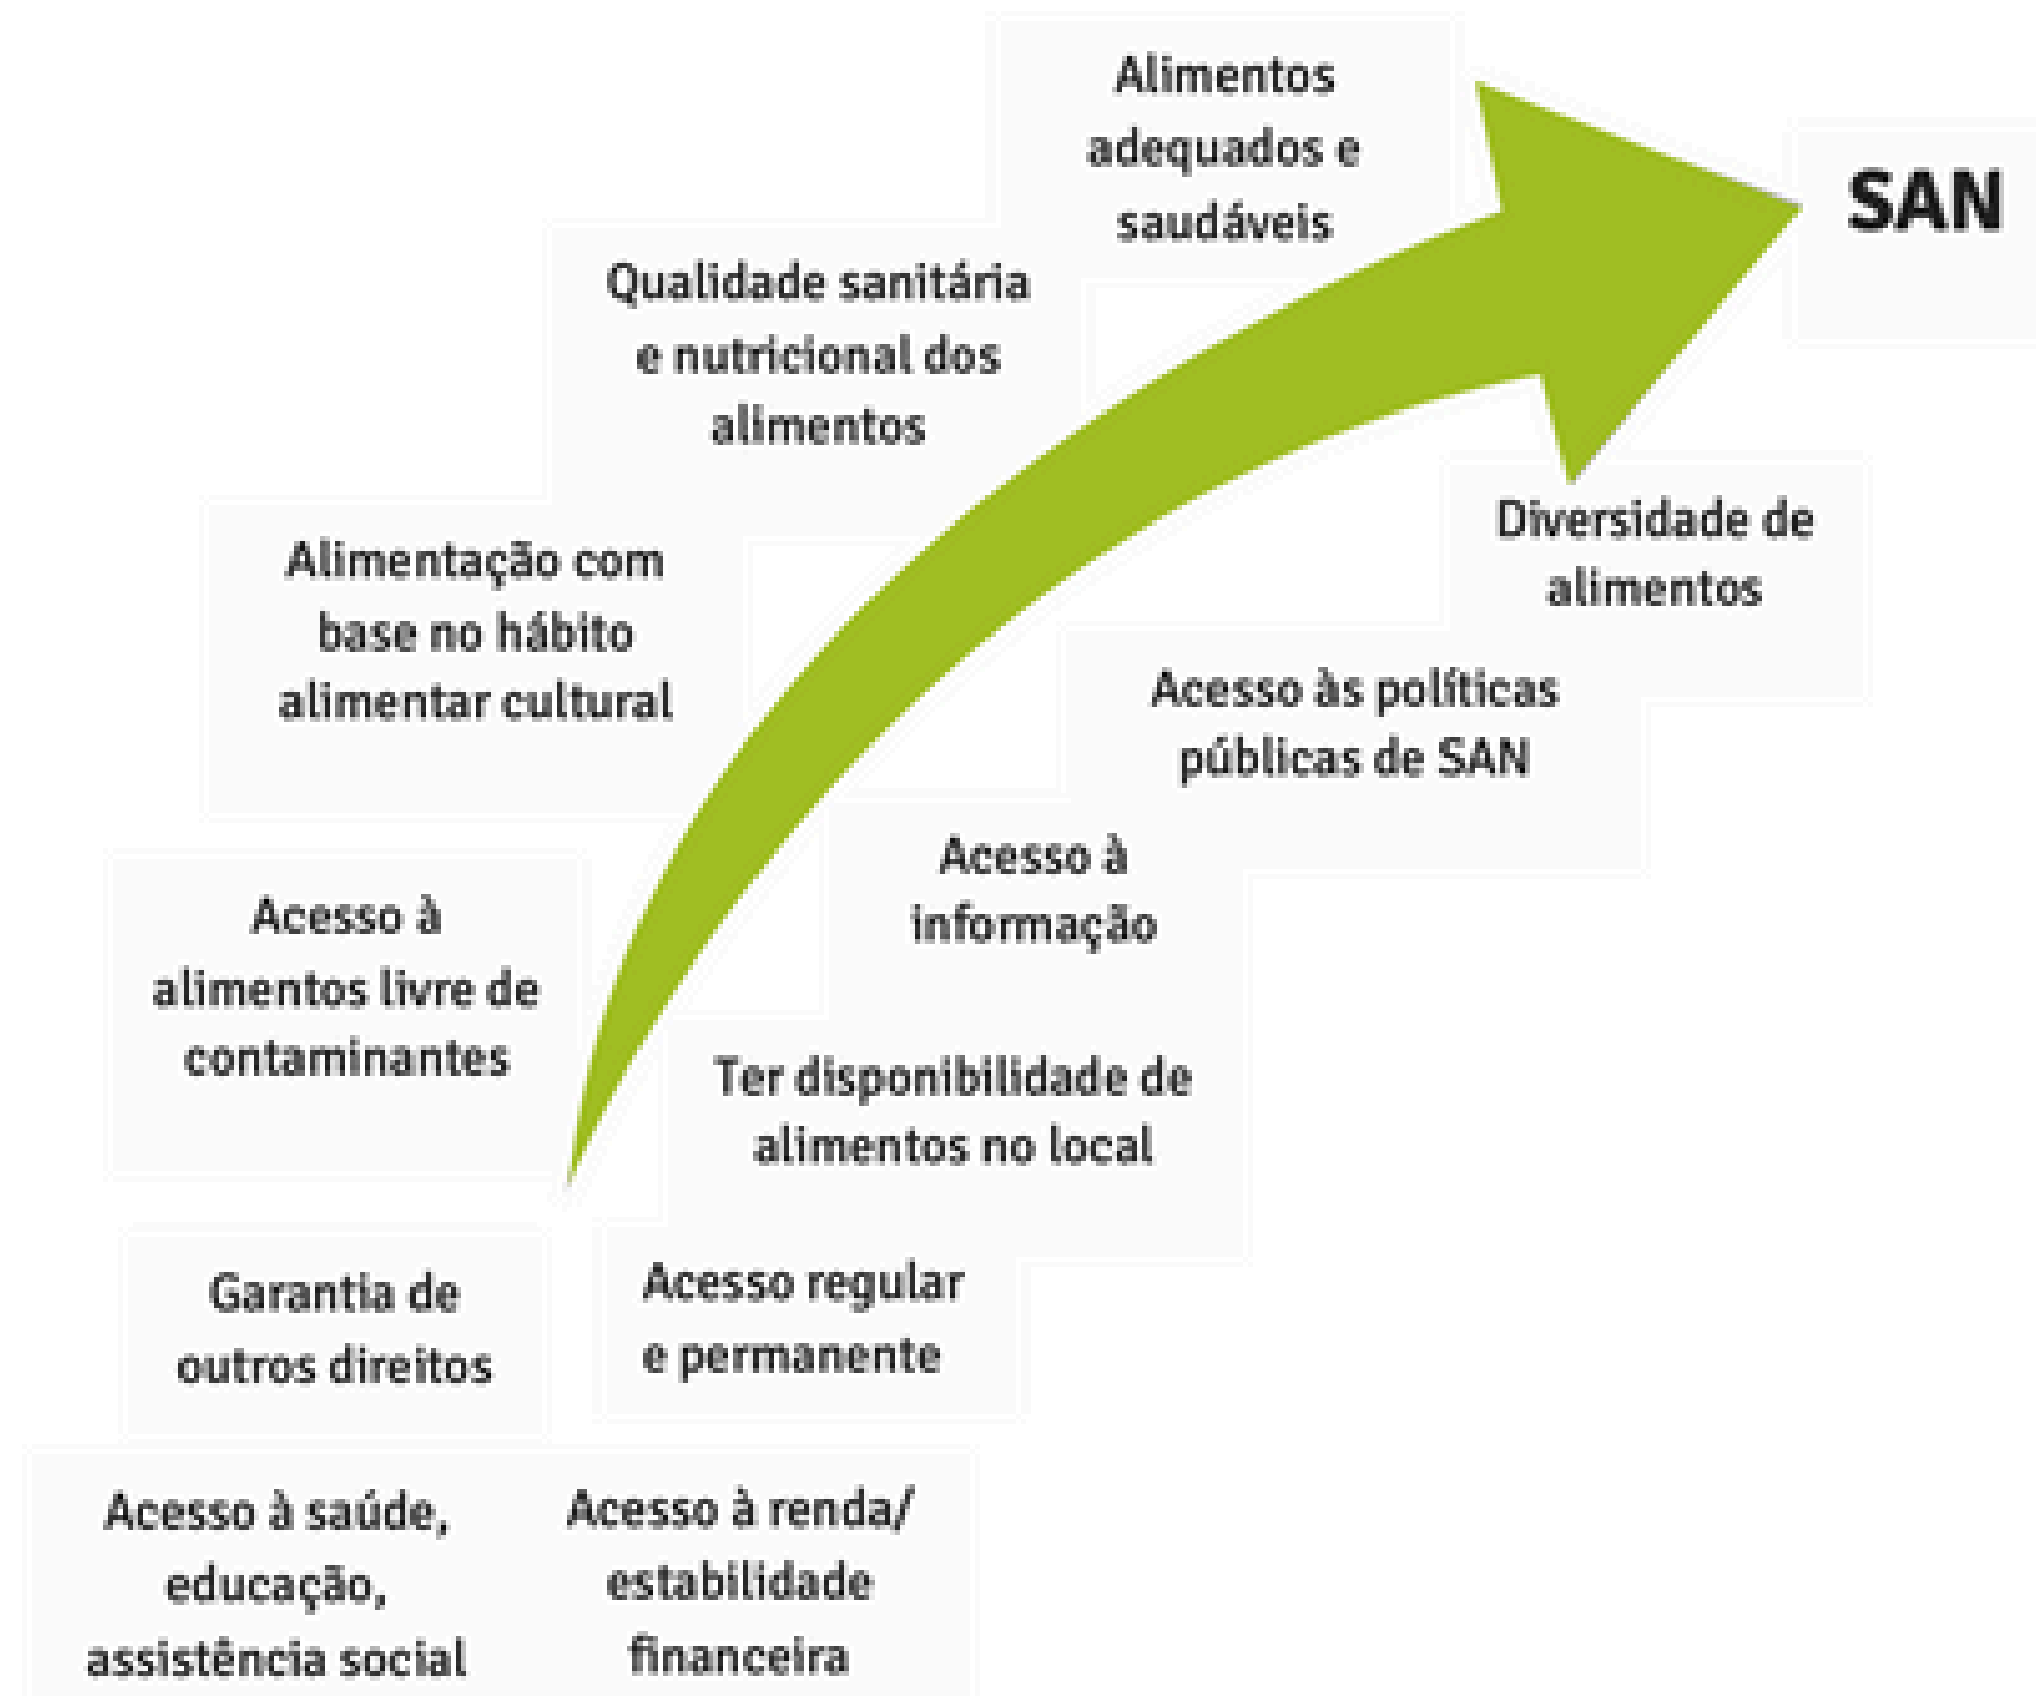 Alimentos
adequados e
saudáveis
SAN
Qualidade sanitária
e nutricional dos
alimentos
Diversidade de
alimentos
Alimentação com
base no hábito
alimentar cultural
Acesso às políticas
públicas de SAN
Acesso à
informação
Acesso à
alimentos livre de
contaminantes
Ter disponibilidade de
alimentos no local
Garantia de
outros direitos
Acesso regular
e permanente
Acesso à saúde,
educação,
assistência social
Acesso à renda/
estabilidade
financeira